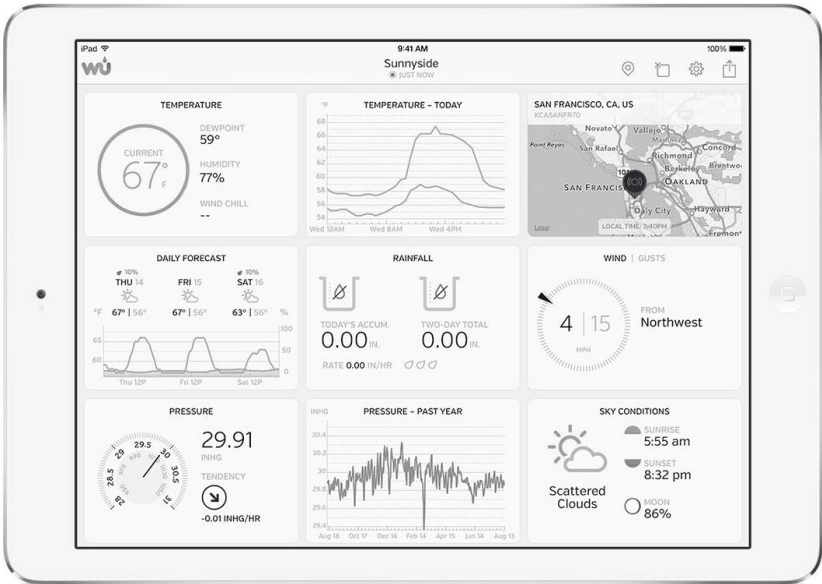 iPad
9:41 AM
100%
wu
Sunnyside
JUST NOW
TEMPERATURE
CURRENT
67°
F
DEWPOINT
59°
HUMIDITY
77%
WIND CHILL
--
TEMPERATURE – TODAY
°F
68
66
64
62
60
58
56
54
Wed 12AM Wed 8AM Wed 4PM
SAN FRANCISCO, CA, US
KCASANFR70
Novato
Vallejo
Martinez
Point Reyes
San Rafael
Concord
Richmond
Brentwo
Berkeley
101
SAN FRANCIS
OAKLAND
Daly City
Hayward
Legal
LOCAL TIME: 3:40PM
Fremont
DAILY FORECAST
10% 10%
THU 14 FRI 15 SAT 16
°F 67° | 56° 67° | 56° 63° | 56° %
65
60
100
50
0
Thu 12P Fri 12P Sat 12P
RAINFALL
TODAY'S ACCUM.
0.00 IN.
TWO-DAY TOTAL
0.00 IN.
RATE 0.00 IN/HR
WIND | GUSTS
4 | 15
MPH
FROM
Northwest
PRESSURE
28
28.5
29
29.5
30
30.5
31
29.91
INHG
TENDENCY
-0.01 INHG/HR
PRESSURE – PAST YEAR
INHG
30.4
30.2
30
29.8
29.6
29.4
Aug 18 Oct 17 Dec 16 Feb 14 Apr 15 Jun 14 Aug 13
SKY CONDITIONS
Scattered
Clouds
SUNRISE
5:55 am
SUNSET
8:32 pm
MOON
86%